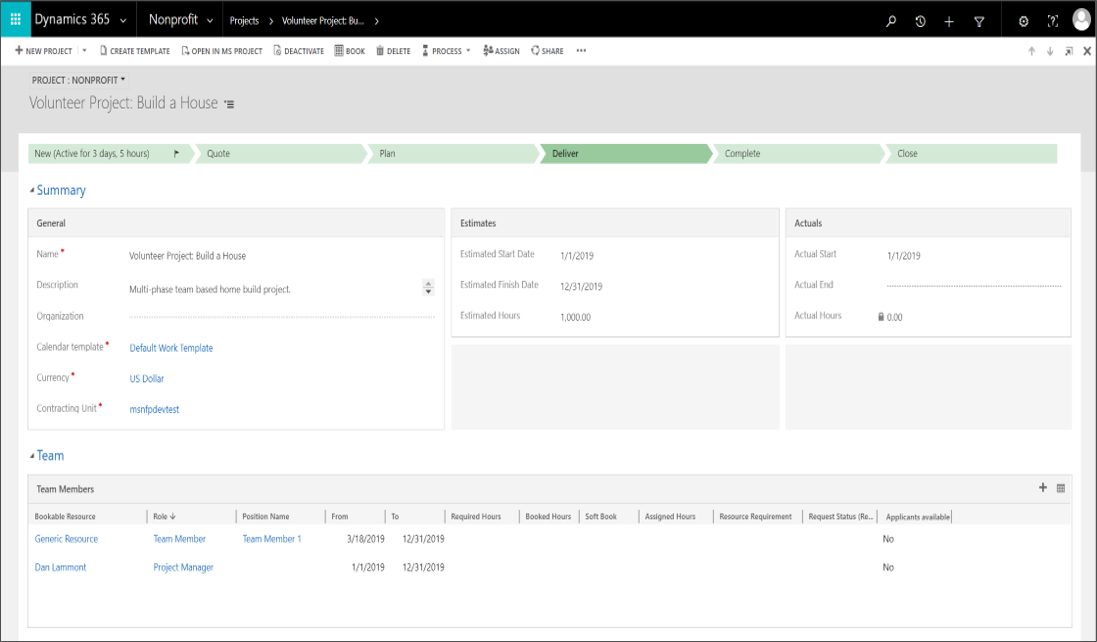 Dynamics 365 Nonprofit Projects > Volunteer Project: Bu... >
NEW PROJECT CREATE TEMPLATE OPEN IN MS PROJECT DEACTIVATE BOOK DELETE PROCESS ASSIGN SHARE ...
PROJECT : NONPROFIT
Volunteer Project: Build a House
New (Active for 3 days, 5 hours) Quote Plan Deliver Complete Close
Summary
General Estimates Actuals
Name * Volunteer Project: Build a House Estimated Start Date 1/1/2019 Actual Start 1/1/2019
Description Multi-phase team based home build project. Estimated Finish Date 12/31/2019 Actual End
Organization Estimated Hours 1,000.00 Actual Hours 0.00
Calendar template * Default Work Template
Currency * US Dollar
Contracting Unit * msnfpdevtest
Team
Team Members
Bookable Resource Role Position Name From To Required Hours Booked Hours Soft Book Assigned Hours Resource Requirement Request Status (Re... Applicants available
Generic Resource Team Member Team Member 1 3/18/2019 12/31/2019 No
Dan Lammont Project Manager 1/1/2019 12/31/2019 No